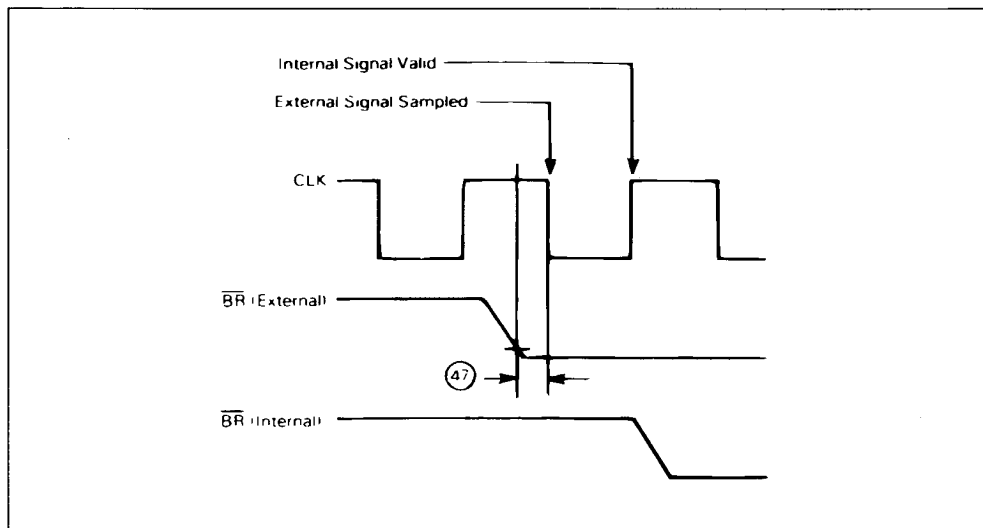 Internal Signal Valid
External Signal Sampled
CLK
BR (External)
47
BR (Internal)